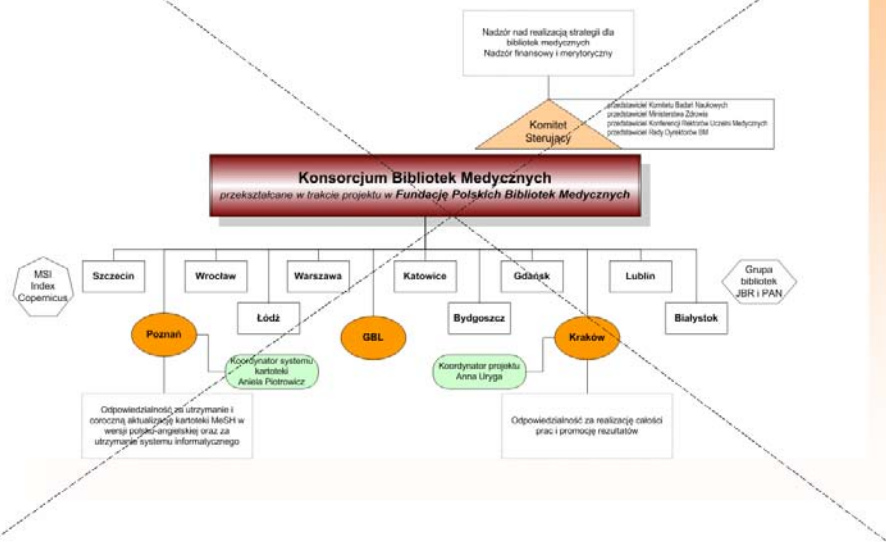 Nadzór nad realizacją strategii dla
bibliotek medycznych
Nadzór finansowy i merytoryczny
Komitet
Sterujący
przedstawiciel Komitetu Badań Naukowych
przedstawiciel Ministerstwa Zdrowia
przedstawiciel Konferencji Rektorów Uczelni Medycznych
przedstawiciel Rady Dyrektorów BM
Konsorcjum Bibliotek Medycznych
przekształcane w trakcie projektu w Fundację Polskich Bibliotek Medycznych
MSI
Index
Copernicus
Szczecin
Wrocław
Warszawa
Katowice
Gdańsk
Lublin
Grupa
bibliotek
JBR i PAN
Poznań
Łódź
GBL
Bydgoszcz
Kraków
Białystok
Koordynator systemu
kartoteki
Aniela Piotrowicz
Koordynator projektu
Anna Uryga
Odpowiedzialność za utrzymanie i
coroczną aktualizację kartoteki MeSH w
wersji polsko-angielskiej oraz za
utrzymanie systemu informatycznego
Odpowiedzialność za realizację całości
prac i promocję rezultatów